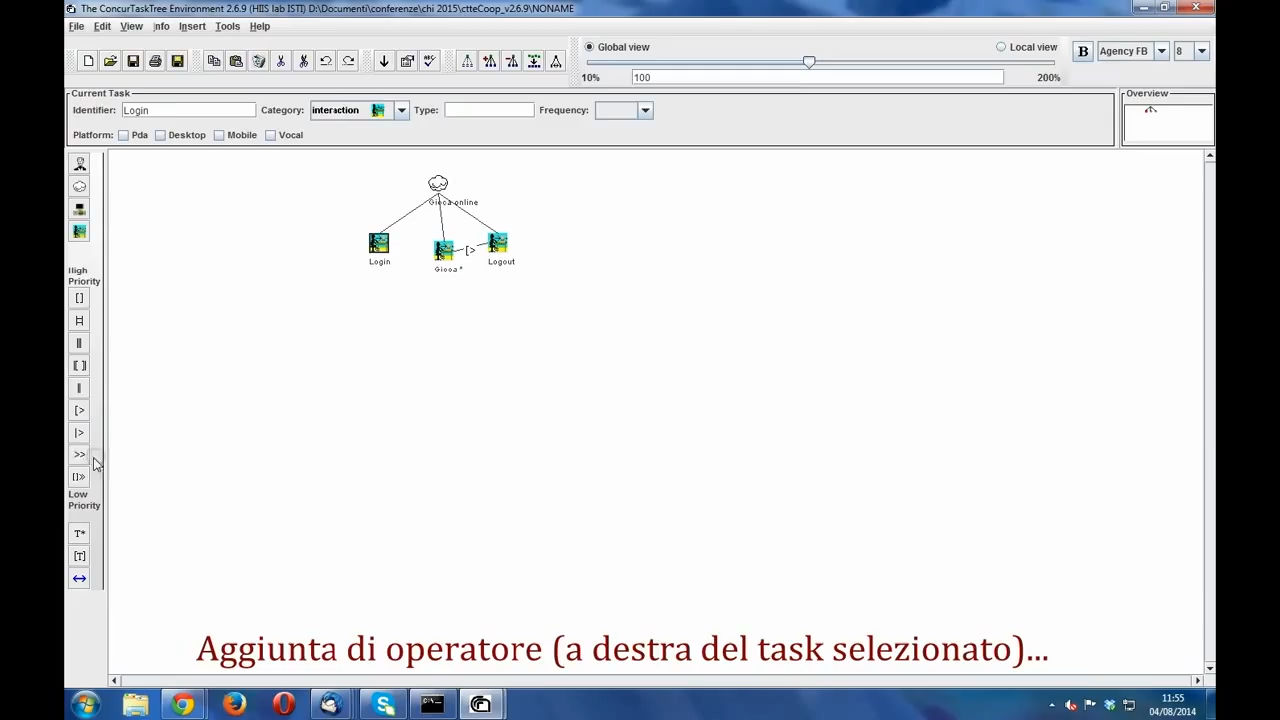 The ConcurTaskTree Environment 2.6.9 (HIIS lab ISTI) D:\Documenti\conferenze\chi 2015\ctteCoop_v2.6.9\NONAME
File Edit View Info Insert Tools Help
Global view
Local view
B
Agency FB
8
10%
100
200%
Current Task
Overview
Identifier: Login Category: interaction Type: Frequency:
Platform: Pda Desktop Mobile Vocal
Gioca online
Login
Gioca *
[>
Logout
High
Priority
[]
|=|
|||
[[ ]]
||
[>
|>
>>
[]>>
Low
Priority
T*
[T]
Aggiunta di operatore (a destra del task selezionato)...
11:55
04/08/2014